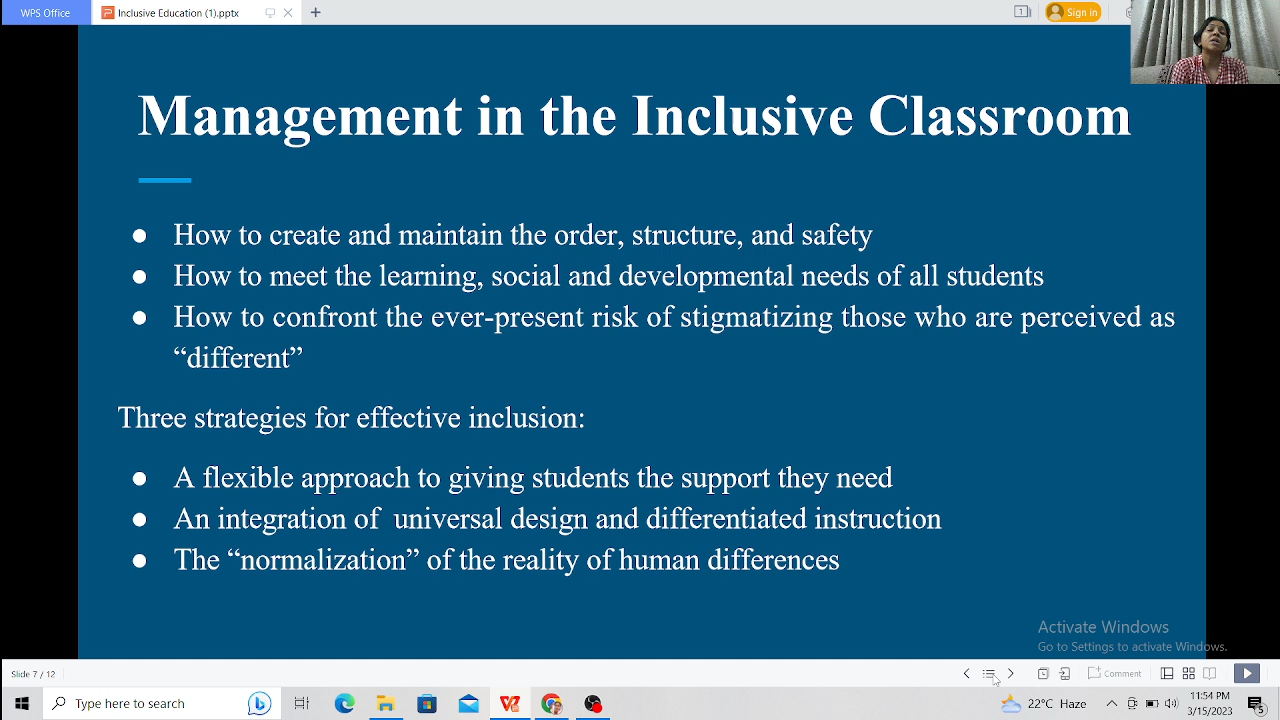 WPS Office
Inclusive Education (1).pptx
+
1
Sign in
Management in the Inclusive Classroom
● How to create and maintain the order, structure, and safety
● How to meet the learning, social and developmental needs of all students
● How to confront the ever-present risk of stigmatizing those who are perceived as
“different”
Three strategies for effective inclusion:
● A flexible approach to giving students the support they need
● An integration of universal design and differentiated instruction
● The “normalization” of the reality of human differences
Activate Windows
Go to Settings to activate Windows.
Slide 7 / 12
Comment
Type here to search
22°C Haze
11:54 PM
3/15/2023
5